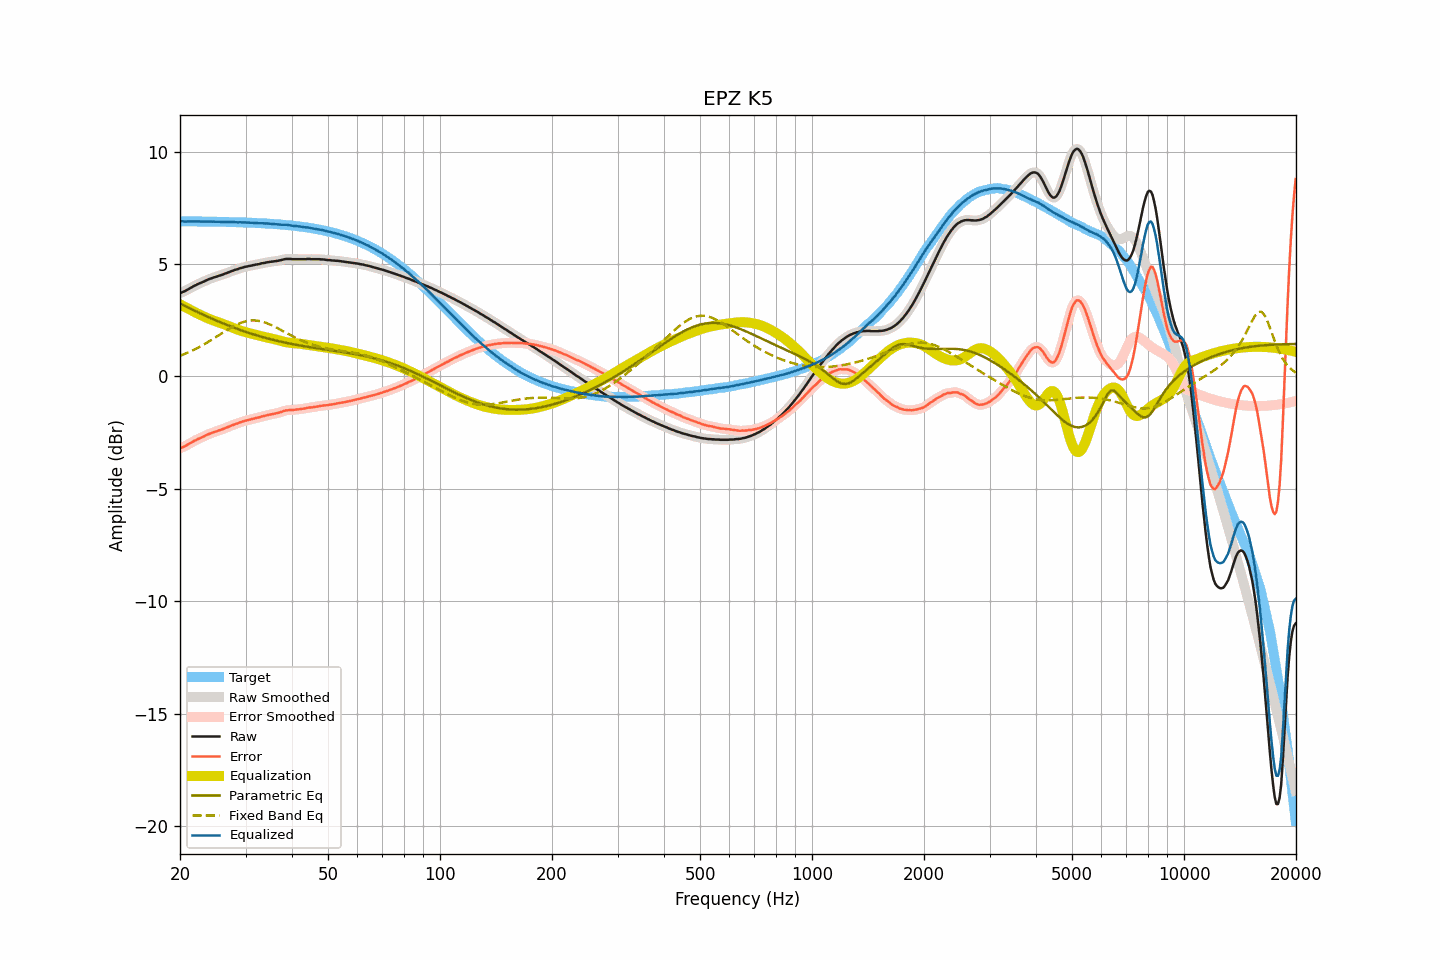 EPZ K5
10
5
0
−5
−10
−15
−20
Amplitude (dBr)
Target
Raw Smoothed
Error Smoothed
Raw
Error
Equalization
Parametric Eq
Fixed Band Eq
Equalized
20 50 100 200 500 1000 2000 5000 10000 20000
Frequency (Hz)